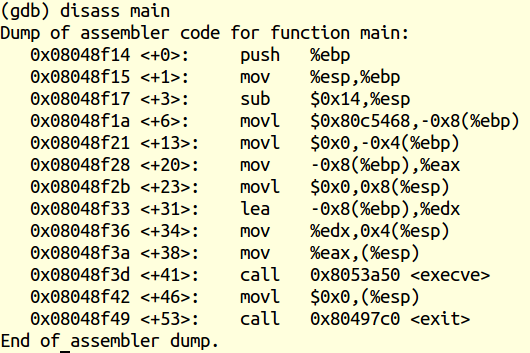 (gdb) disass main
Dump of assembler code for function main:
0x08048f14 <+0>: push %ebp
0x08048f15 <+1>: mov %esp,%ebp
0x08048f17 <+3>: sub $0x14,%esp
0x08048f1a <+6>: movl $0x80c5468,-0x8(%ebp)
0x08048f21 <+13>: movl $0x0,-0x4(%ebp)
0x08048f28 <+20>: mov -0x8(%ebp),%eax
0x08048f2b <+23>: movl $0x0,0x8(%esp)
0x08048f33 <+31>: lea -0x8(%ebp),%edx
0x08048f36 <+34>: mov %edx,0x4(%esp)
0x08048f3a <+38>: mov %eax,(%esp)
0x08048f3d <+41>: call 0x8053a50 <execve>
0x08048f42 <+46>: movl $0x0,(%esp)
0x08048f49 <+53>: call 0x80497c0 <exit>
End of assembler dump.